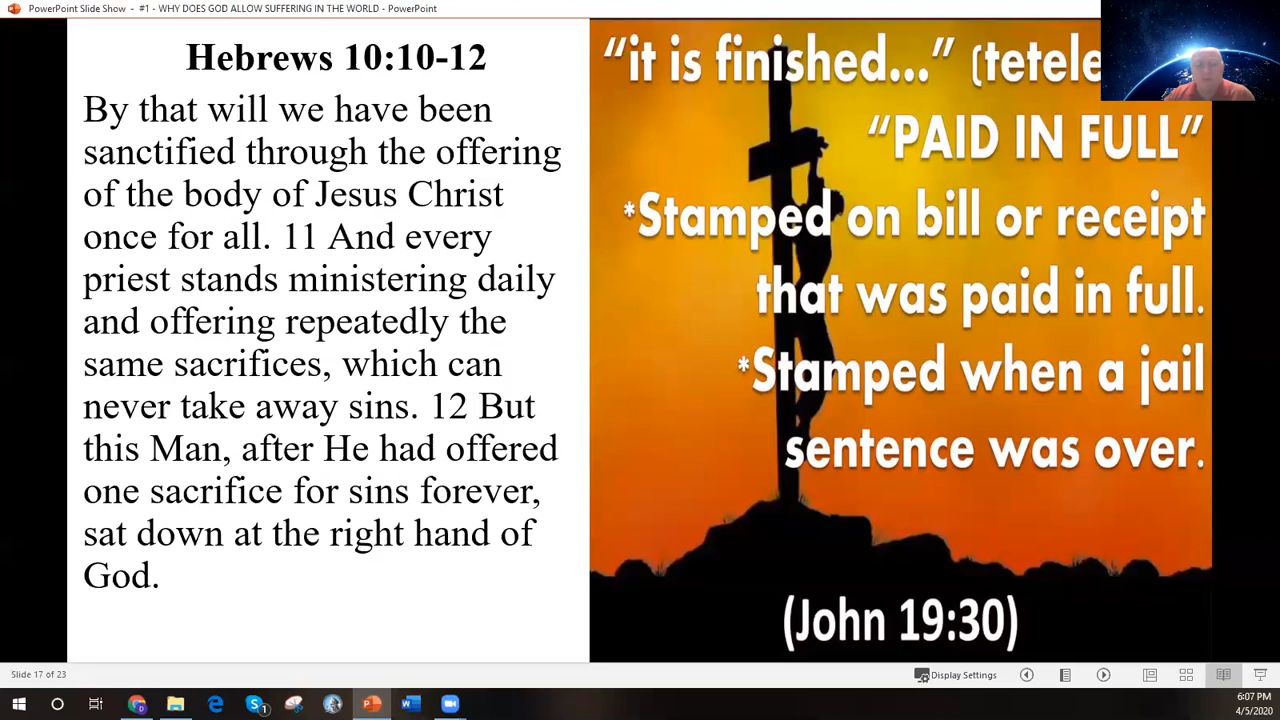 PowerPoint Slide Show - #1 - WHY DOES GOD ALLOW SUFFERING IN THE WORLD - PowerPoint
Hebrews 10:10-12
By that will we have been
sanctified through the offering
of the body of Jesus Christ
once for all. 11 And every
priest stands ministering daily
and offering repeatedly the
same sacrifices, which can
never take away sins. 12 But
this Man, after He had offered
one sacrifice for sins forever,
sat down at the right hand of
God.
“it is finished...” (tetele
“PAID IN FULL”
*Stamped on bill or receipt
that was paid in full.
*Stamped when a jail
sentence was over.
(John 19:30)
Slide 17 of 23
Display Settings
6:07 PM
4/5/2020